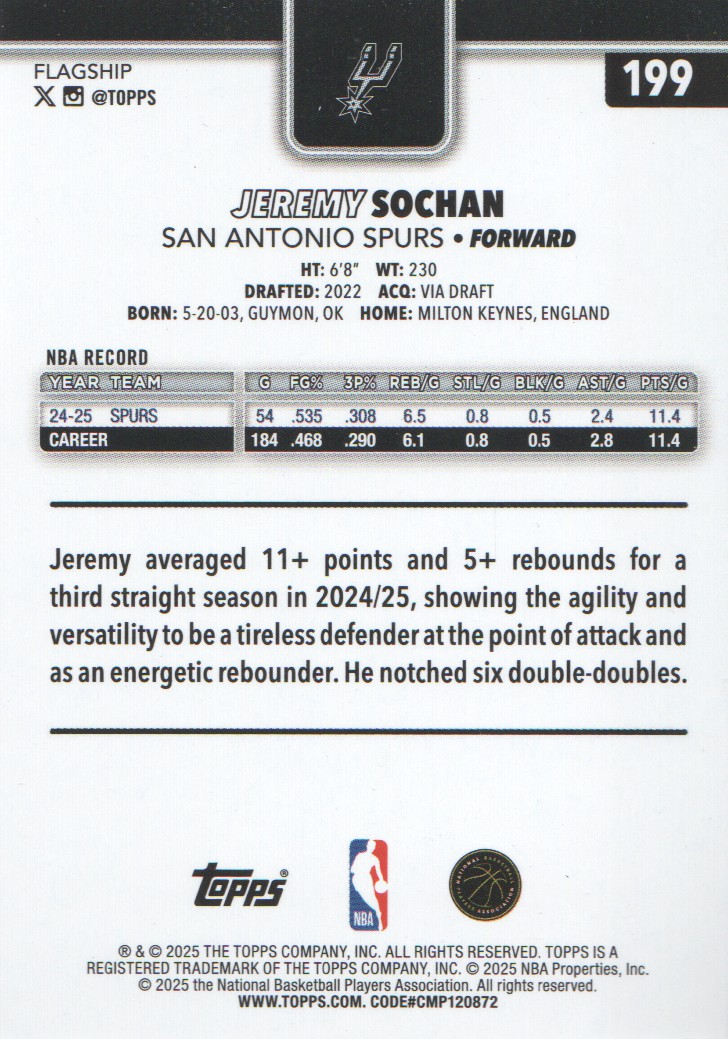 FLAGSHIP
199
X @TOPPS
JEREMY SOCHAN
SAN ANTONIO SPURS • FORWARD
HT: 6'8" WT: 230
DRAFTED: 2022 ACQ: VIA DRAFT
BORN: 5-20-03, GUYMON, OK HOME: MILTON KEYNES, ENGLAND
NBA RECORD
YEAR TEAM G FG% 3P% REB/G STL/G BLK/G AST/G PTS/G
24-25 SPURS 54 .535 .308 6.5 0.8 0.5 2.4 11.4
CAREER 184 .468 .290 6.1 0.8 0.5 2.8 11.4
Jeremy averaged 11+ points and 5+ rebounds for a
third straight season in 2024/25, showing the agility and
versatility to be a tireless defender at the point of attack and
as an energetic rebounder. He notched six double-doubles.
Topps®
NBA
NATIONAL BASKETBALL
PLAYERS ASSOCIATION
® & © 2025 THE TOPPS COMPANY, INC. ALL RIGHTS RESERVED. TOPPS IS A
REGISTERED TRADEMARK OF THE TOPPS COMPANY, INC. © 2025 NBA Properties, Inc.
© 2025 the National Basketball Players Association. All rights reserved.
WWW.TOPPS.COM. CODE#CMP120872